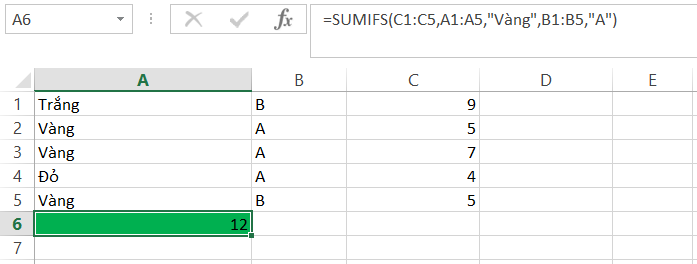 A6 fx =SUMIFS(C1:C5,A1:A5,"Vàng",B1:B5,"A")
A B C D E
1 Trắng B 9
2 Vàng A 5
3 Vàng A 7
4 Đỏ A 4
5 Vàng B 5
6 12
7